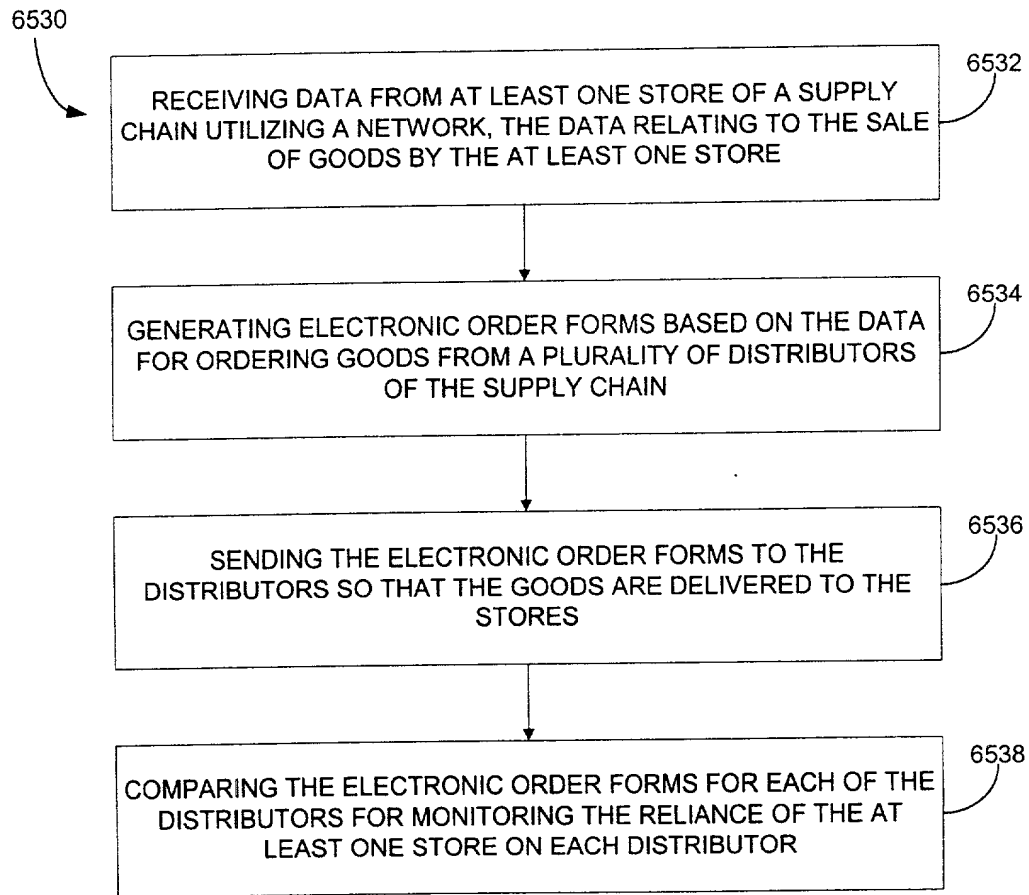 6530
6532
RECEIVING DATA FROM AT LEAST ONE STORE OF A SUPPLY
CHAIN UTILIZING A NETWORK, THE DATA RELATING TO THE SALE
OF GOODS BY THE AT LEAST ONE STORE
6534
GENERATING ELECTRONIC ORDER FORMS BASED ON THE DATA
FOR ORDERING GOODS FROM A PLURALITY OF DISTRIBUTORS
OF THE SUPPLY CHAIN
6536
SENDING THE ELECTRONIC ORDER FORMS TO THE
DISTRIBUTORS SO THAT THE GOODS ARE DELIVERED TO THE
STORES
6538
COMPARING THE ELECTRONIC ORDER FORMS FOR EACH OF THE
DISTRIBUTORS FOR MONITORING THE RELIANCE OF THE AT
LEAST ONE STORE ON EACH DISTRIBUTOR